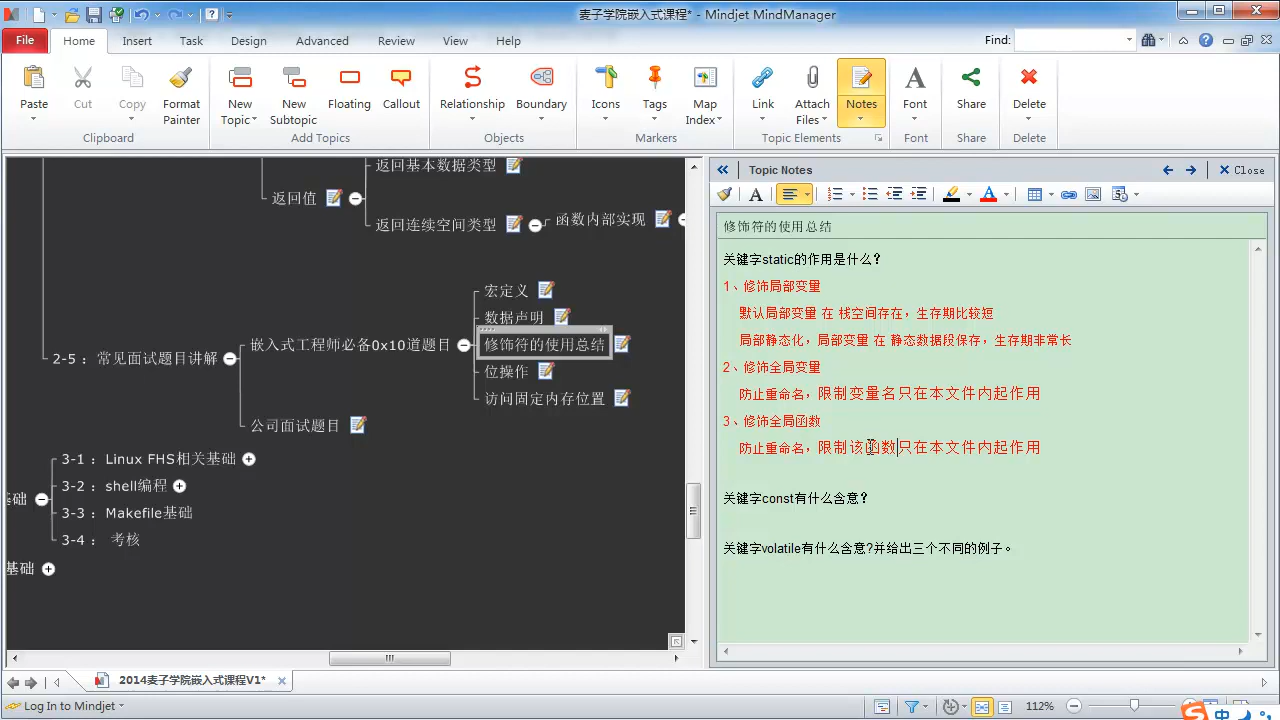 麦子学院嵌入式课程* - Mindjet MindManager
File
Home
Insert
Task
Design
Advanced
Review
View
Help
Find:
Paste
Cut
Copy
Format Painter
Clipboard
New Topic
New Subtopic
Floating
Callout
Add Topics
Relationship
Boundary
Objects
Icons
Tags
Map Index
Markers
Link
Attach Files
Notes
Topic Elements
Font
Font
Share
Share
Delete
Delete
返回基本数据类型
返回值
返回连续空间类型
函数内部实现
宏定义
数据声明
嵌入式工程师必备0x10道题目
修饰符的使用总结
2-5： 常见面试题目讲解
位操作
访问固定内存位置
公司面试题目
3-1： Linux FHS相关基础
3-2： shell编程
础
3-3： Makefile基础
3-4： 考核
基础
Topic Notes
Close
修饰符的使用总结
关键字static的作用是什么？
1、修饰局部变量
默认局部变量 在 栈空间存在，生存期比较短
局部静态化，局部变量 在 静态数据段保存，生存期非常长
2、修饰全局变量
防止重命名，限制变量名只在本文件内起作用
3、修饰全局函数
防止重命名，限制该函数只在本文件内起作用
关键字const有什么含意？
关键字volatile有什么含意?并给出三个不同的例子。
2014麦子学院嵌入式课程V1*
Log In to Mindjet
112%
中